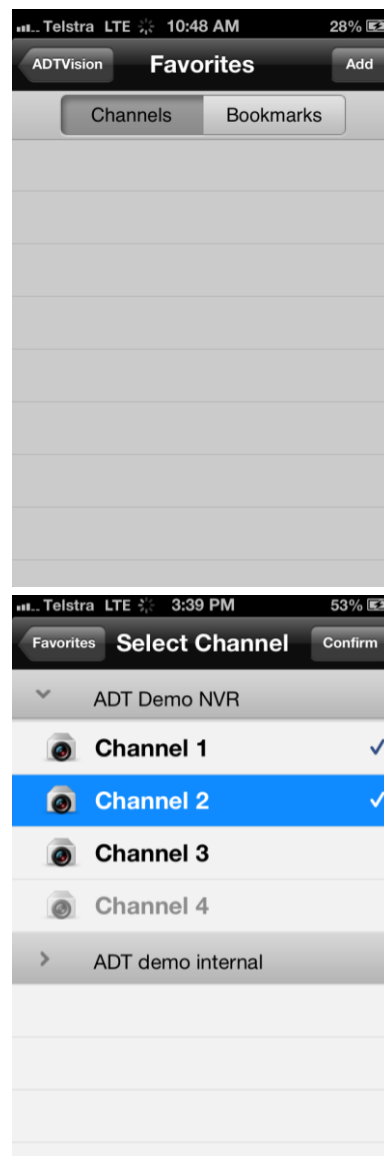 Telstra LTE 10:48 AM 28%
ADTVision Favorites Add
Channels Bookmarks
Telstra LTE 3:39 PM 53%
Favorites Select Channel Confirm
ADT Demo NVR
Channel 1
Channel 2
Channel 3
Channel 4
ADT demo internal